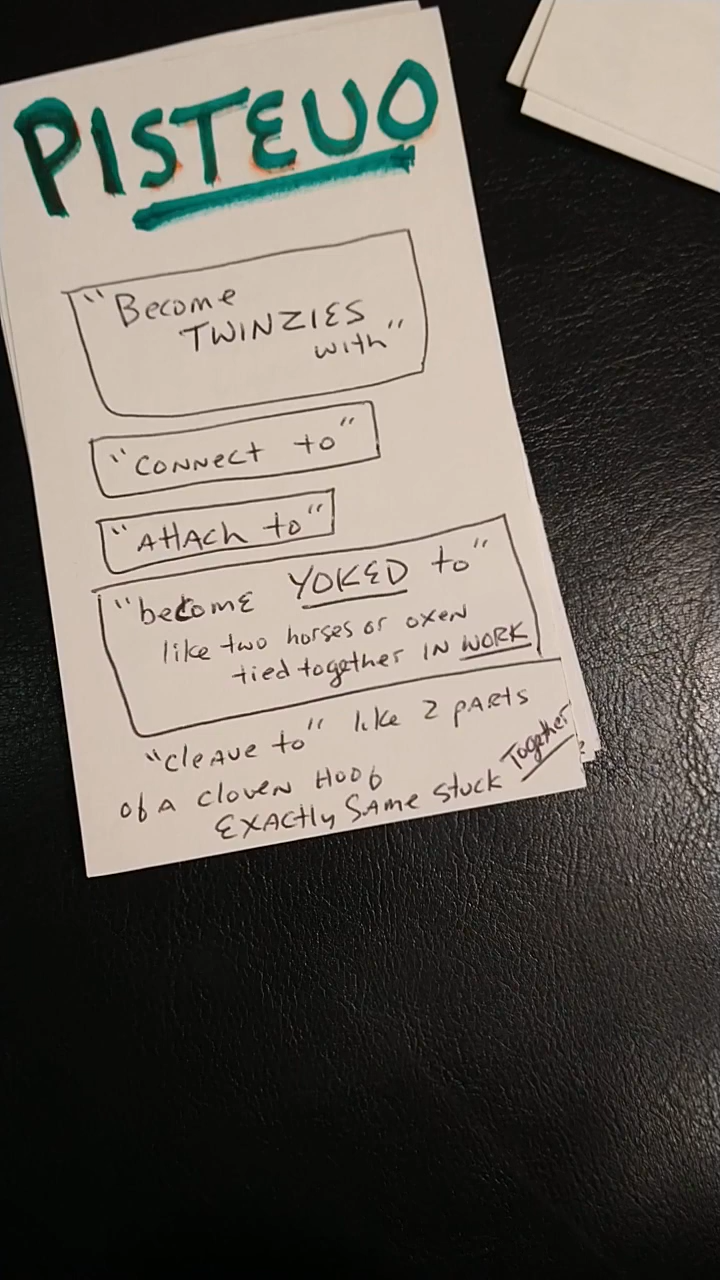 PISTEUO
"Become
TWINZIES
with"
"CONNECT to"
"ATTACH to"
"become YOKED to"
like two horses or oxen
tied together IN WORK
"cleave to" like 2 parts
of a cloven Hoof
EXACTLY SAME stuck Together